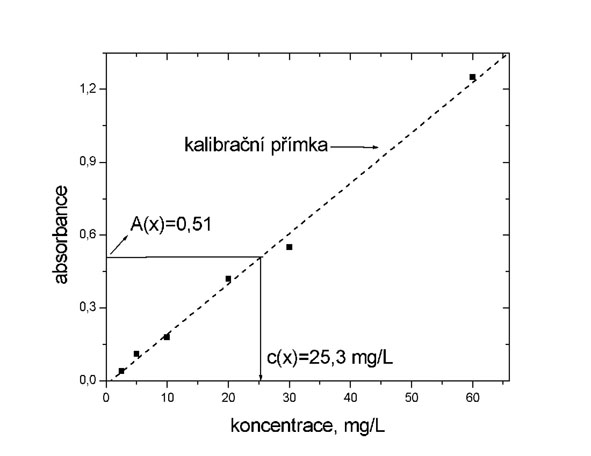 1,2
0,9
0,6
0,3
0,0
absorbance
kalibrační přímka
A(x)=0,51
c(x)=25,3 mg/L
0 10 20 30 40 50 60
koncentrace, mg/L